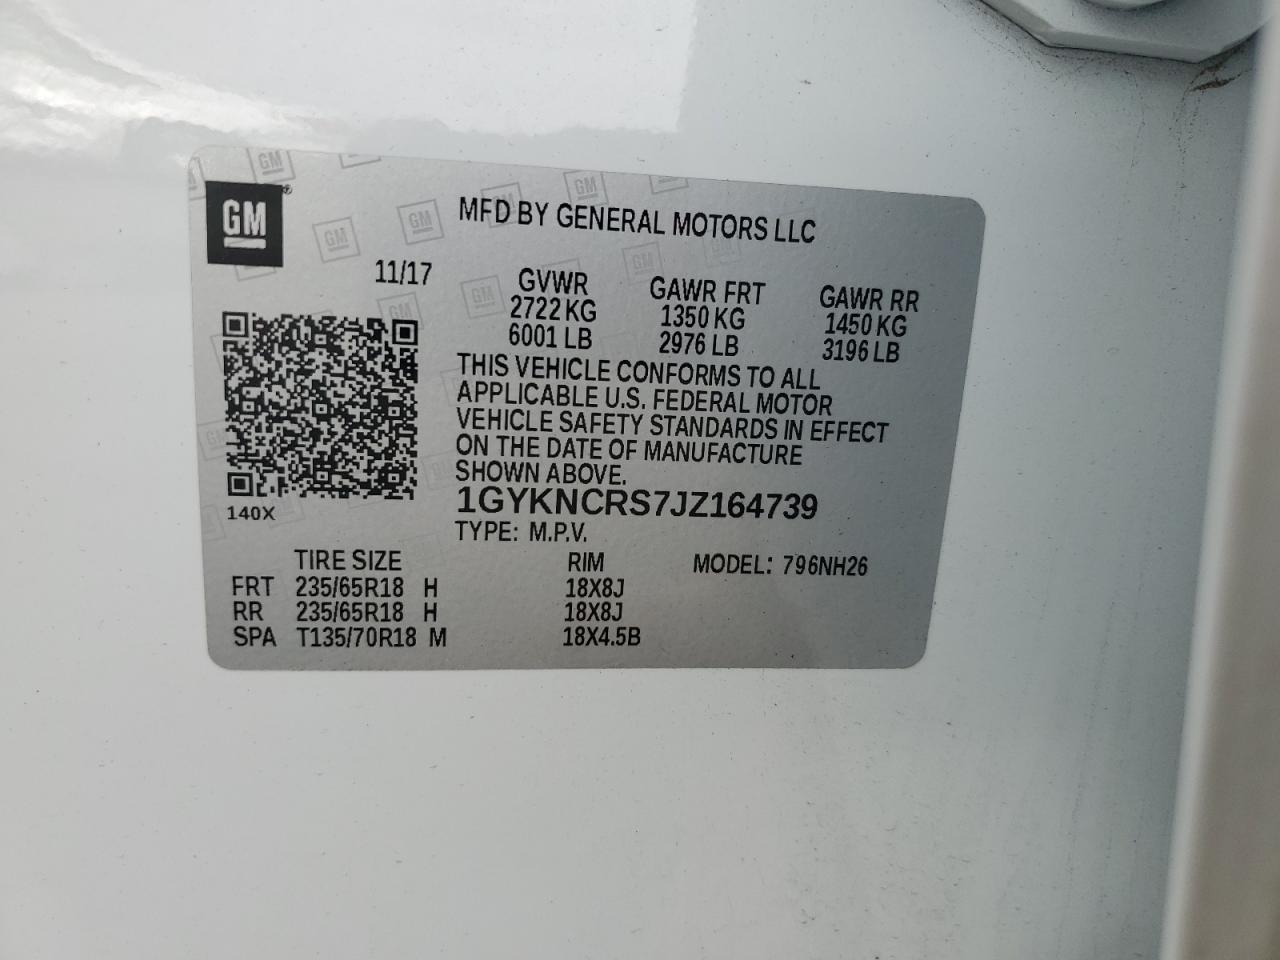 GM
MFD BY GENERAL MOTORS LLC
11/17
GVWR GAWR FRT GAWR RR
2722 KG 1350 KG 1450 KG
6001 LB 2976 LB 3196 LB
THIS VEHICLE CONFORMS TO ALL
APPLICABLE U.S. FEDERAL MOTOR
VEHICLE SAFETY STANDARDS IN EFFECT
ON THE DATE OF MANUFACTURE
SHOWN ABOVE.
1GYKNCRS7JZ164739
140X
TYPE: M.P.V.
TIRE SIZE RIM MODEL: 796NH26
FRT 235/65R18 H 18X8J
RR 235/65R18 H 18X8J
SPA T135/70R18 M 18X4.5B